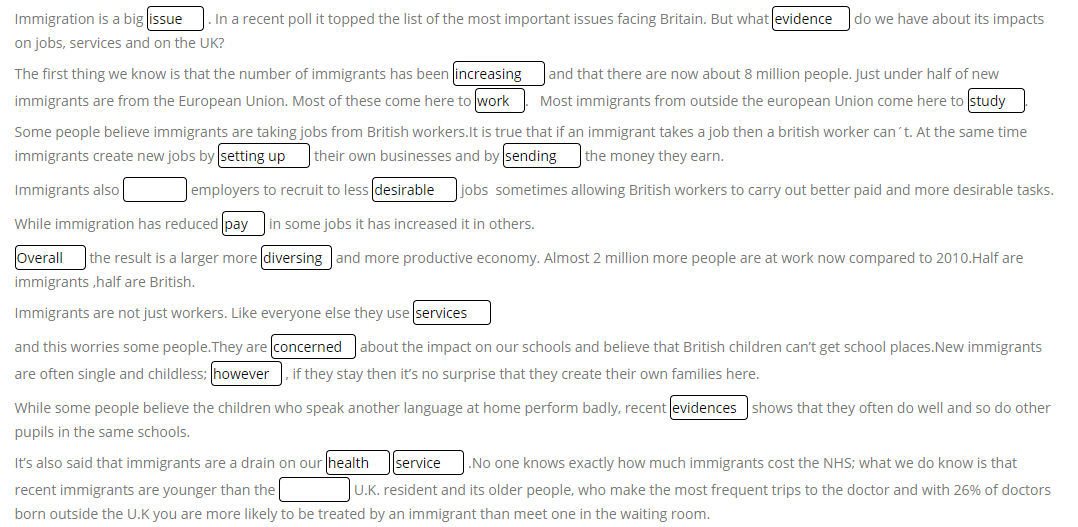 Immigration is a big issue . In a recent poll it topped the list of the most important issues facing Britain. But what evidence do we have about its impacts
on jobs, services and on the UK?
The first thing we know is that the number of immigrants has been increasing and that there are now about 8 million people. Just under half of new
immigrants are from the European Union. Most of these come here to work . Most immigrants from outside the european Union come here to study .
Some people believe immigrants are taking jobs from British workers.It is true that if an immigrant takes a job then a british worker can´t. At the same time
immigrants create new jobs by setting up their own businesses and by sending the money they earn.
Immigrants also employers to recruit to less desirable jobs sometimes allowing British workers to carry out better paid and more desirable tasks.
While immigration has reduced pay in some jobs it has increased it in others.
Overall the result is a larger more diversing and more productive economy. Almost 2 million more people are at work now compared to 2010.Half are
immigrants ,half are British.
Immigrants are not just workers. Like everyone else they use services
and this worries some people.They are concerned about the impact on our schools and believe that British children can't get school places.New immigrants
are often single and childless; however , if they stay then it's no surprise that they create their own families here.
While some people believe the children who speak another language at home perform badly, recent evidences shows that they often do well and so do other
pupils in the same schools.
It's also said that immigrants are a drain on our health service .No one knows exactly how much immigrants cost the NHS; what we do know is that
recent immigrants are younger than the U.K. resident and its older people, who make the most frequent trips to the doctor and with 26% of doctors
born outside the U.K you are more likely to be treated by an immigrant than meet one in the waiting room.